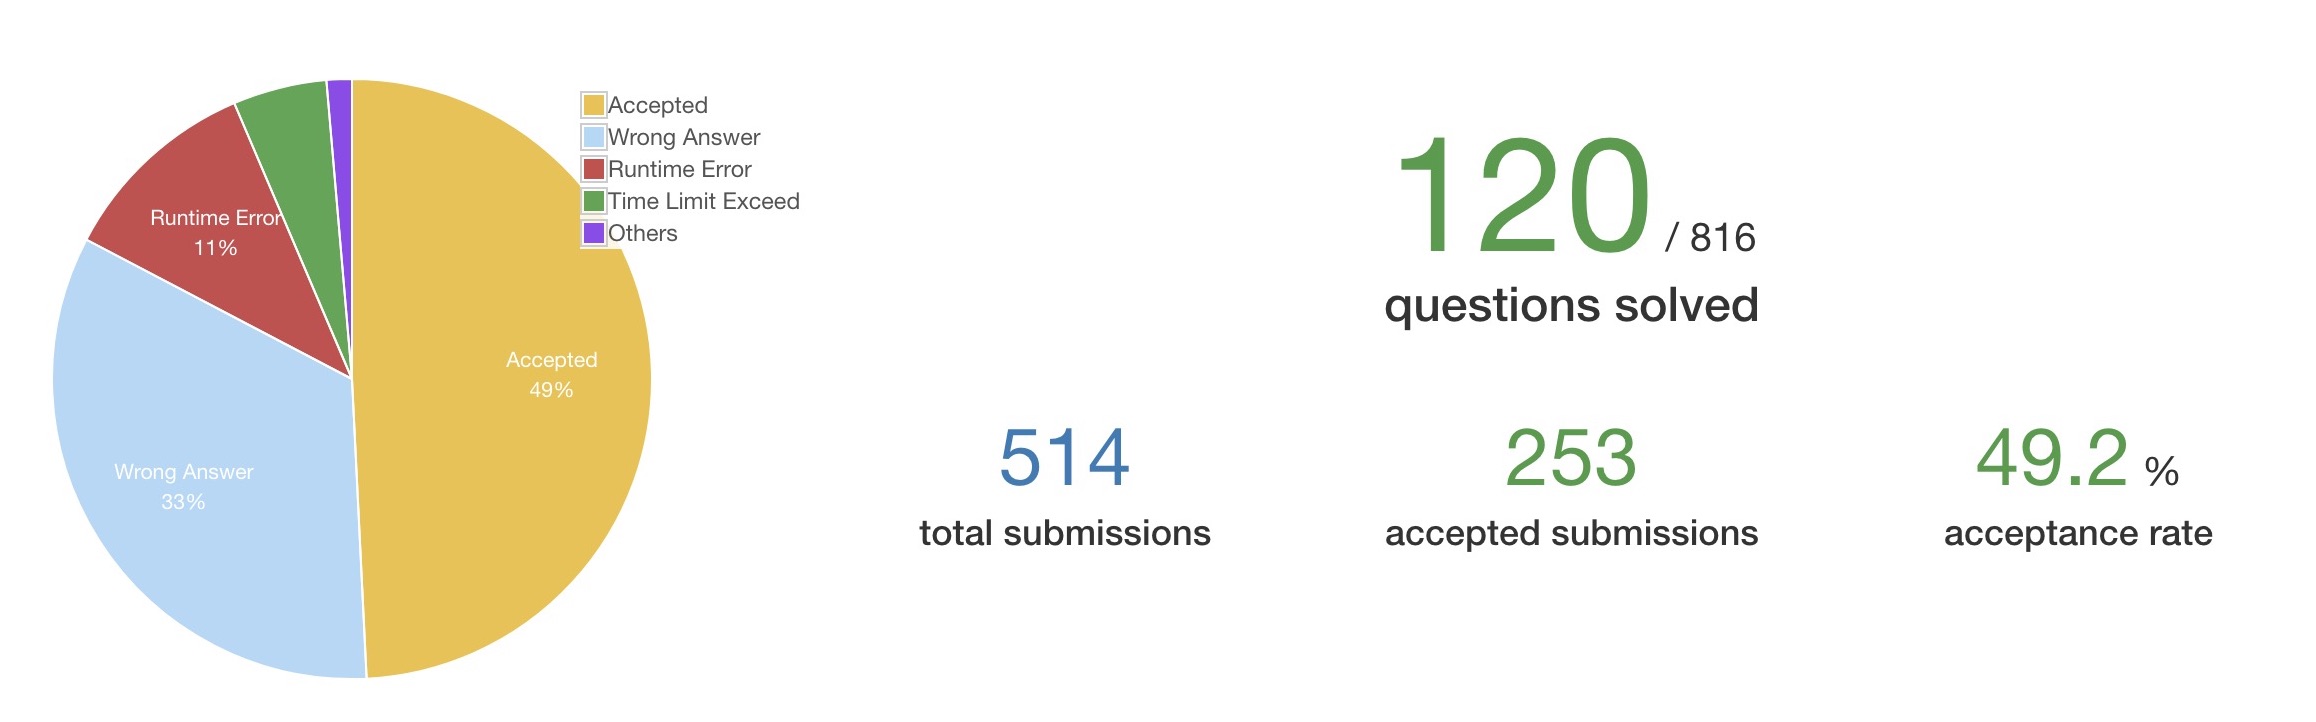 Accepted
Wrong Answer
Runtime Error
Time Limit Exceed
Others
Runtime Error
11%
Accepted
49%
Wrong Answer
33%
120 / 816
questions solved
514
total submissions
253
accepted submissions
49.2 %
acceptance rate